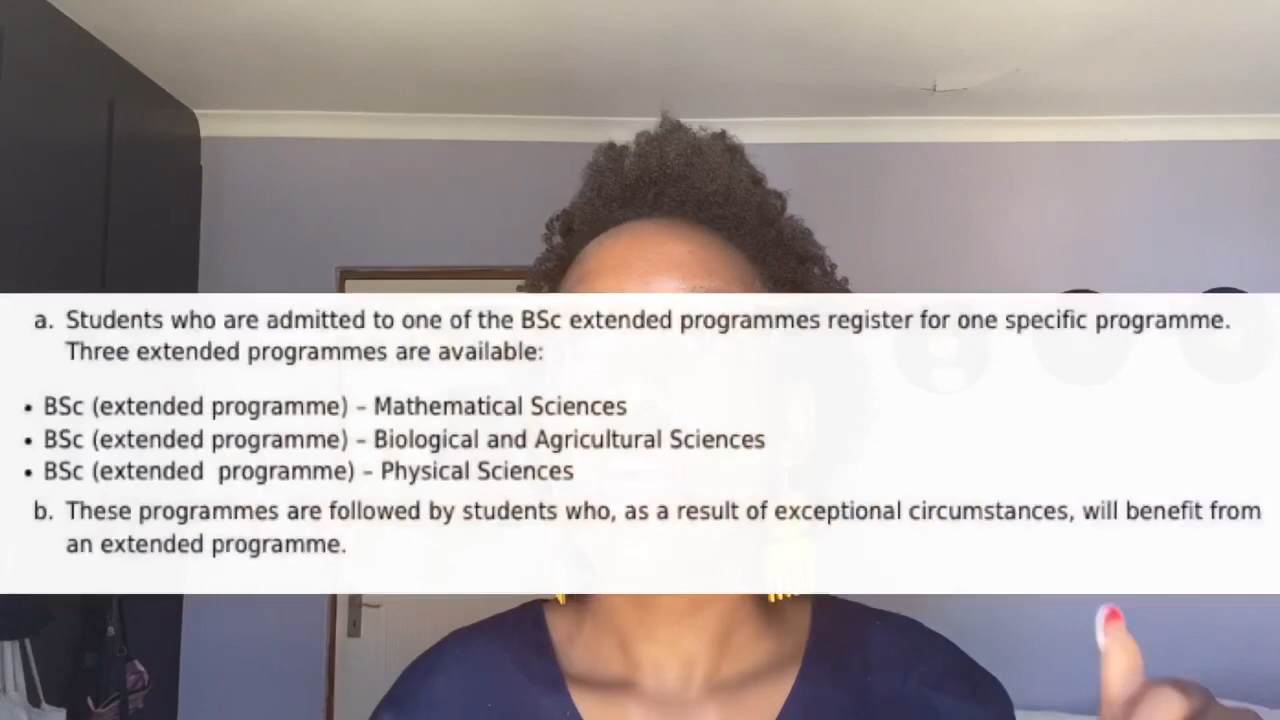 a. Students who are admitted to one of the BSc extended programmes register for one specific programme.
Three extended programmes are available:
• BSc (extended programme) – Mathematical Sciences
• BSc (extended programme) – Biological and Agricultural Sciences
• BSc (extended programme) – Physical Sciences
b. These programmes are followed by students who, as a result of exceptional circumstances, will benefit from
an extended programme.